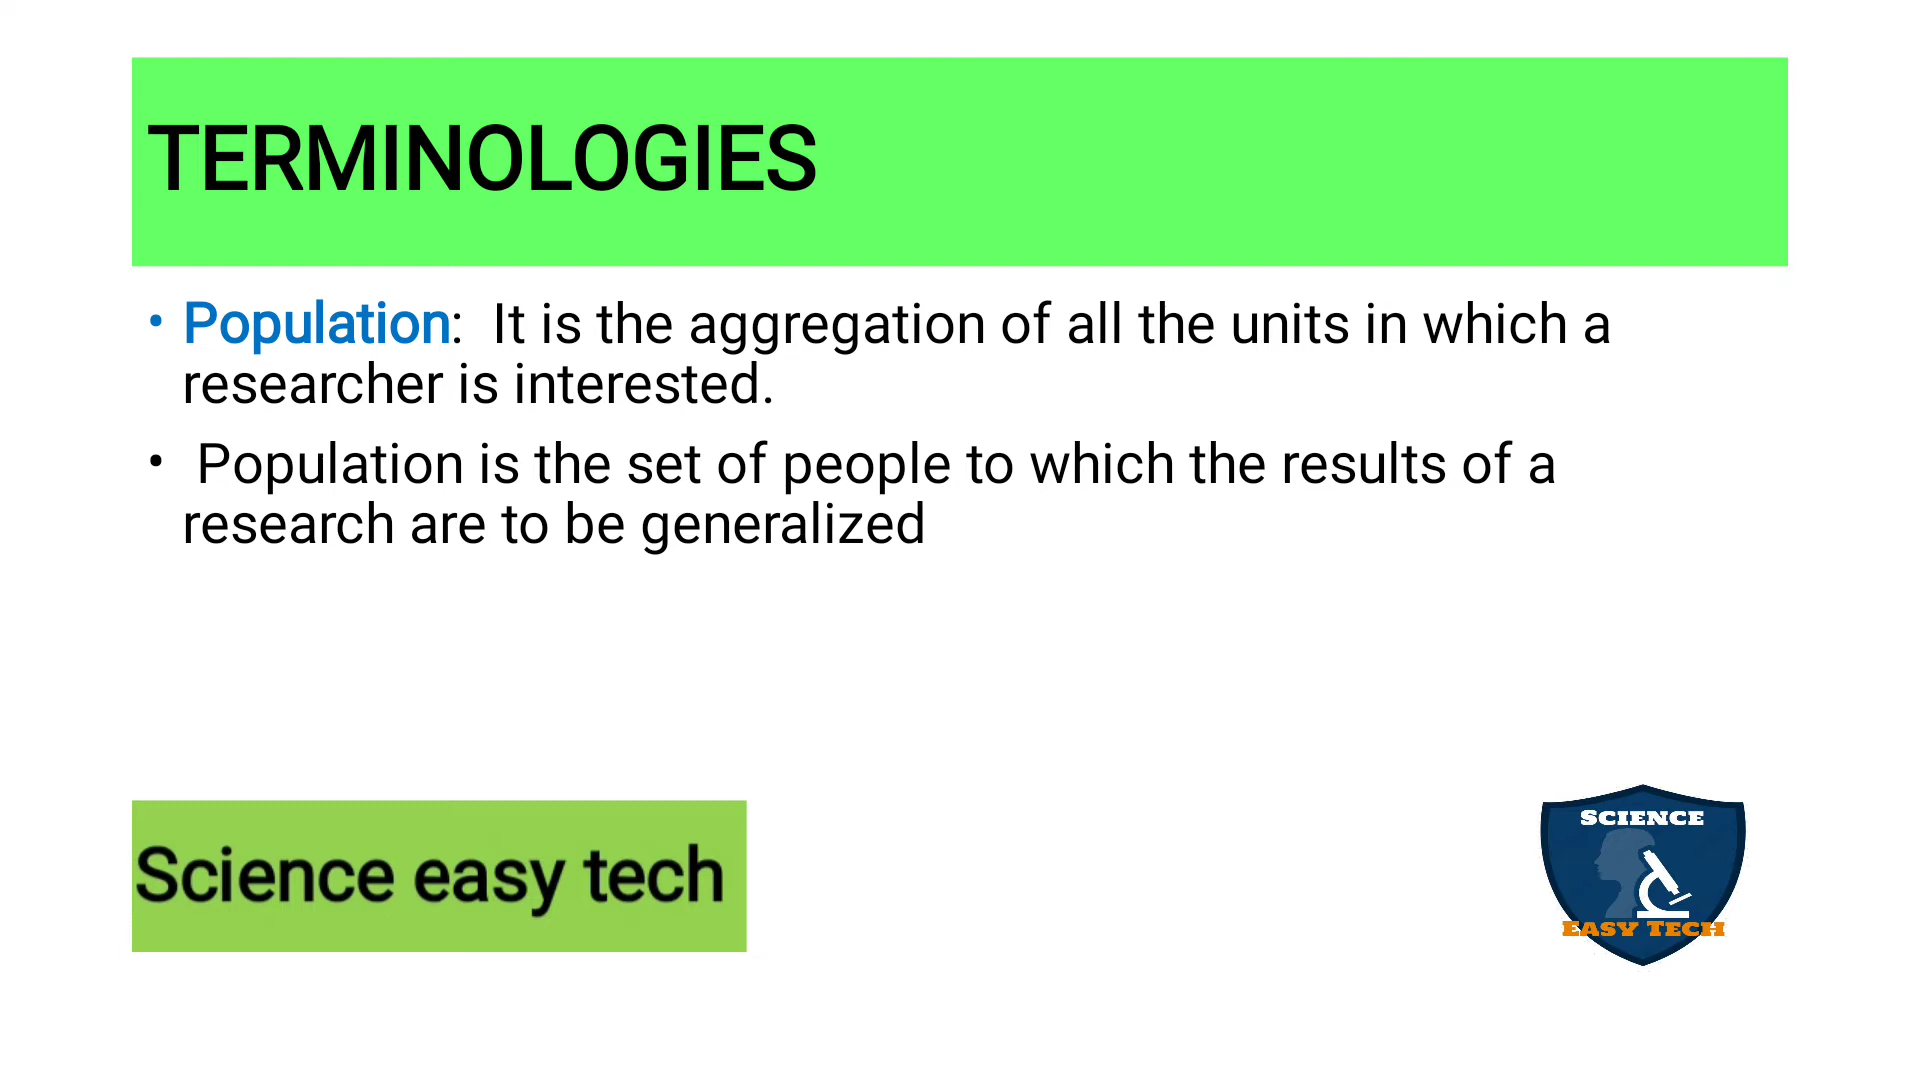 TERMINOLOGIES
• Population:  It is the aggregation of all the units in which a
researcher is interested.
•  Population is the set of people to which the results of a
research are to be generalized
Science easy tech
SCIENCE
EASY TECH